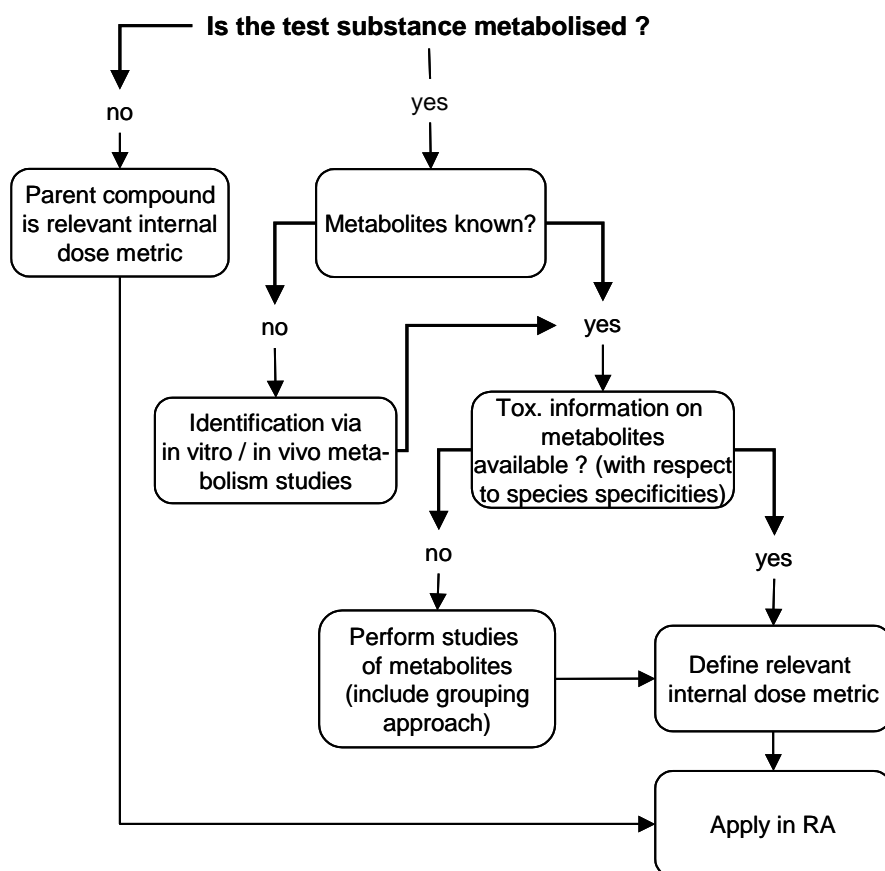 Is the test substance metabolised ?
no
yes
Parent compound
is relevant internal
dose metric
Metabolites known?
no
yes
Identification via
in vitro / in vivo meta-
bolism studies
Tox. information on
metabolites
available ? (with respect
to species specificities)
no
yes
Perform studies
of metabolites
(include grouping
approach)
Define relevant
internal dose metric
Apply in RA